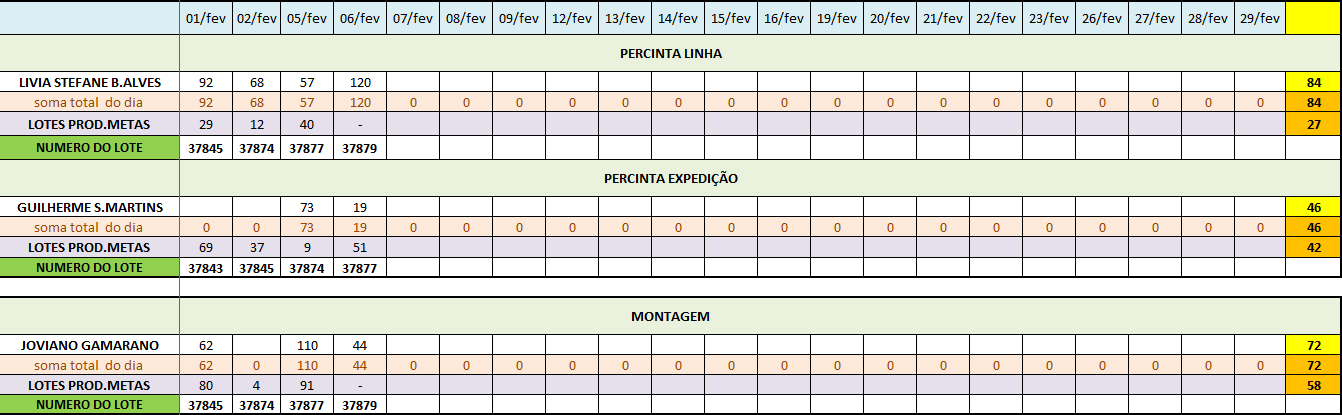 01/fev 02/fev 05/fev 06/fev 07/fev 08/fev 09/fev 12/fev 13/fev 14/fev 15/fev 16/fev 19/fev 20/fev 21/fev 22/fev 23/fev 26/fev 27/fev 28/fev 29/fev
PERCINTA LINHA
LIVIA STEFANE B.ALVES 92 68 57 120 84
soma total do dia 92 68 57 120 0 0 0 0 0 0 0 0 0 0 0 0 0 0 0 0 0 84
LOTES PROD.METAS 29 12 40 - 27
NUMERO DO LOTE 37845 37874 37877 37879
PERCINTA EXPEDIÇÃO
GUILHERME S.MARTINS 73 19 46
soma total do dia 0 0 73 19 0 0 0 0 0 0 0 0 0 0 0 0 0 0 0 0 0 46
LOTES PROD.METAS 69 37 9 51 42
NUMERO DO LOTE 37843 37845 37874 37877
MONTAGEM
JOVIANO GAMARANO 62 110 44 72
soma total do dia 62 0 110 44 0 0 0 0 0 0 0 0 0 0 0 0 0 0 0 0 0 72
LOTES PROD.METAS 80 4 91 - 58
NUMERO DO LOTE 37845 37874 37877 37879